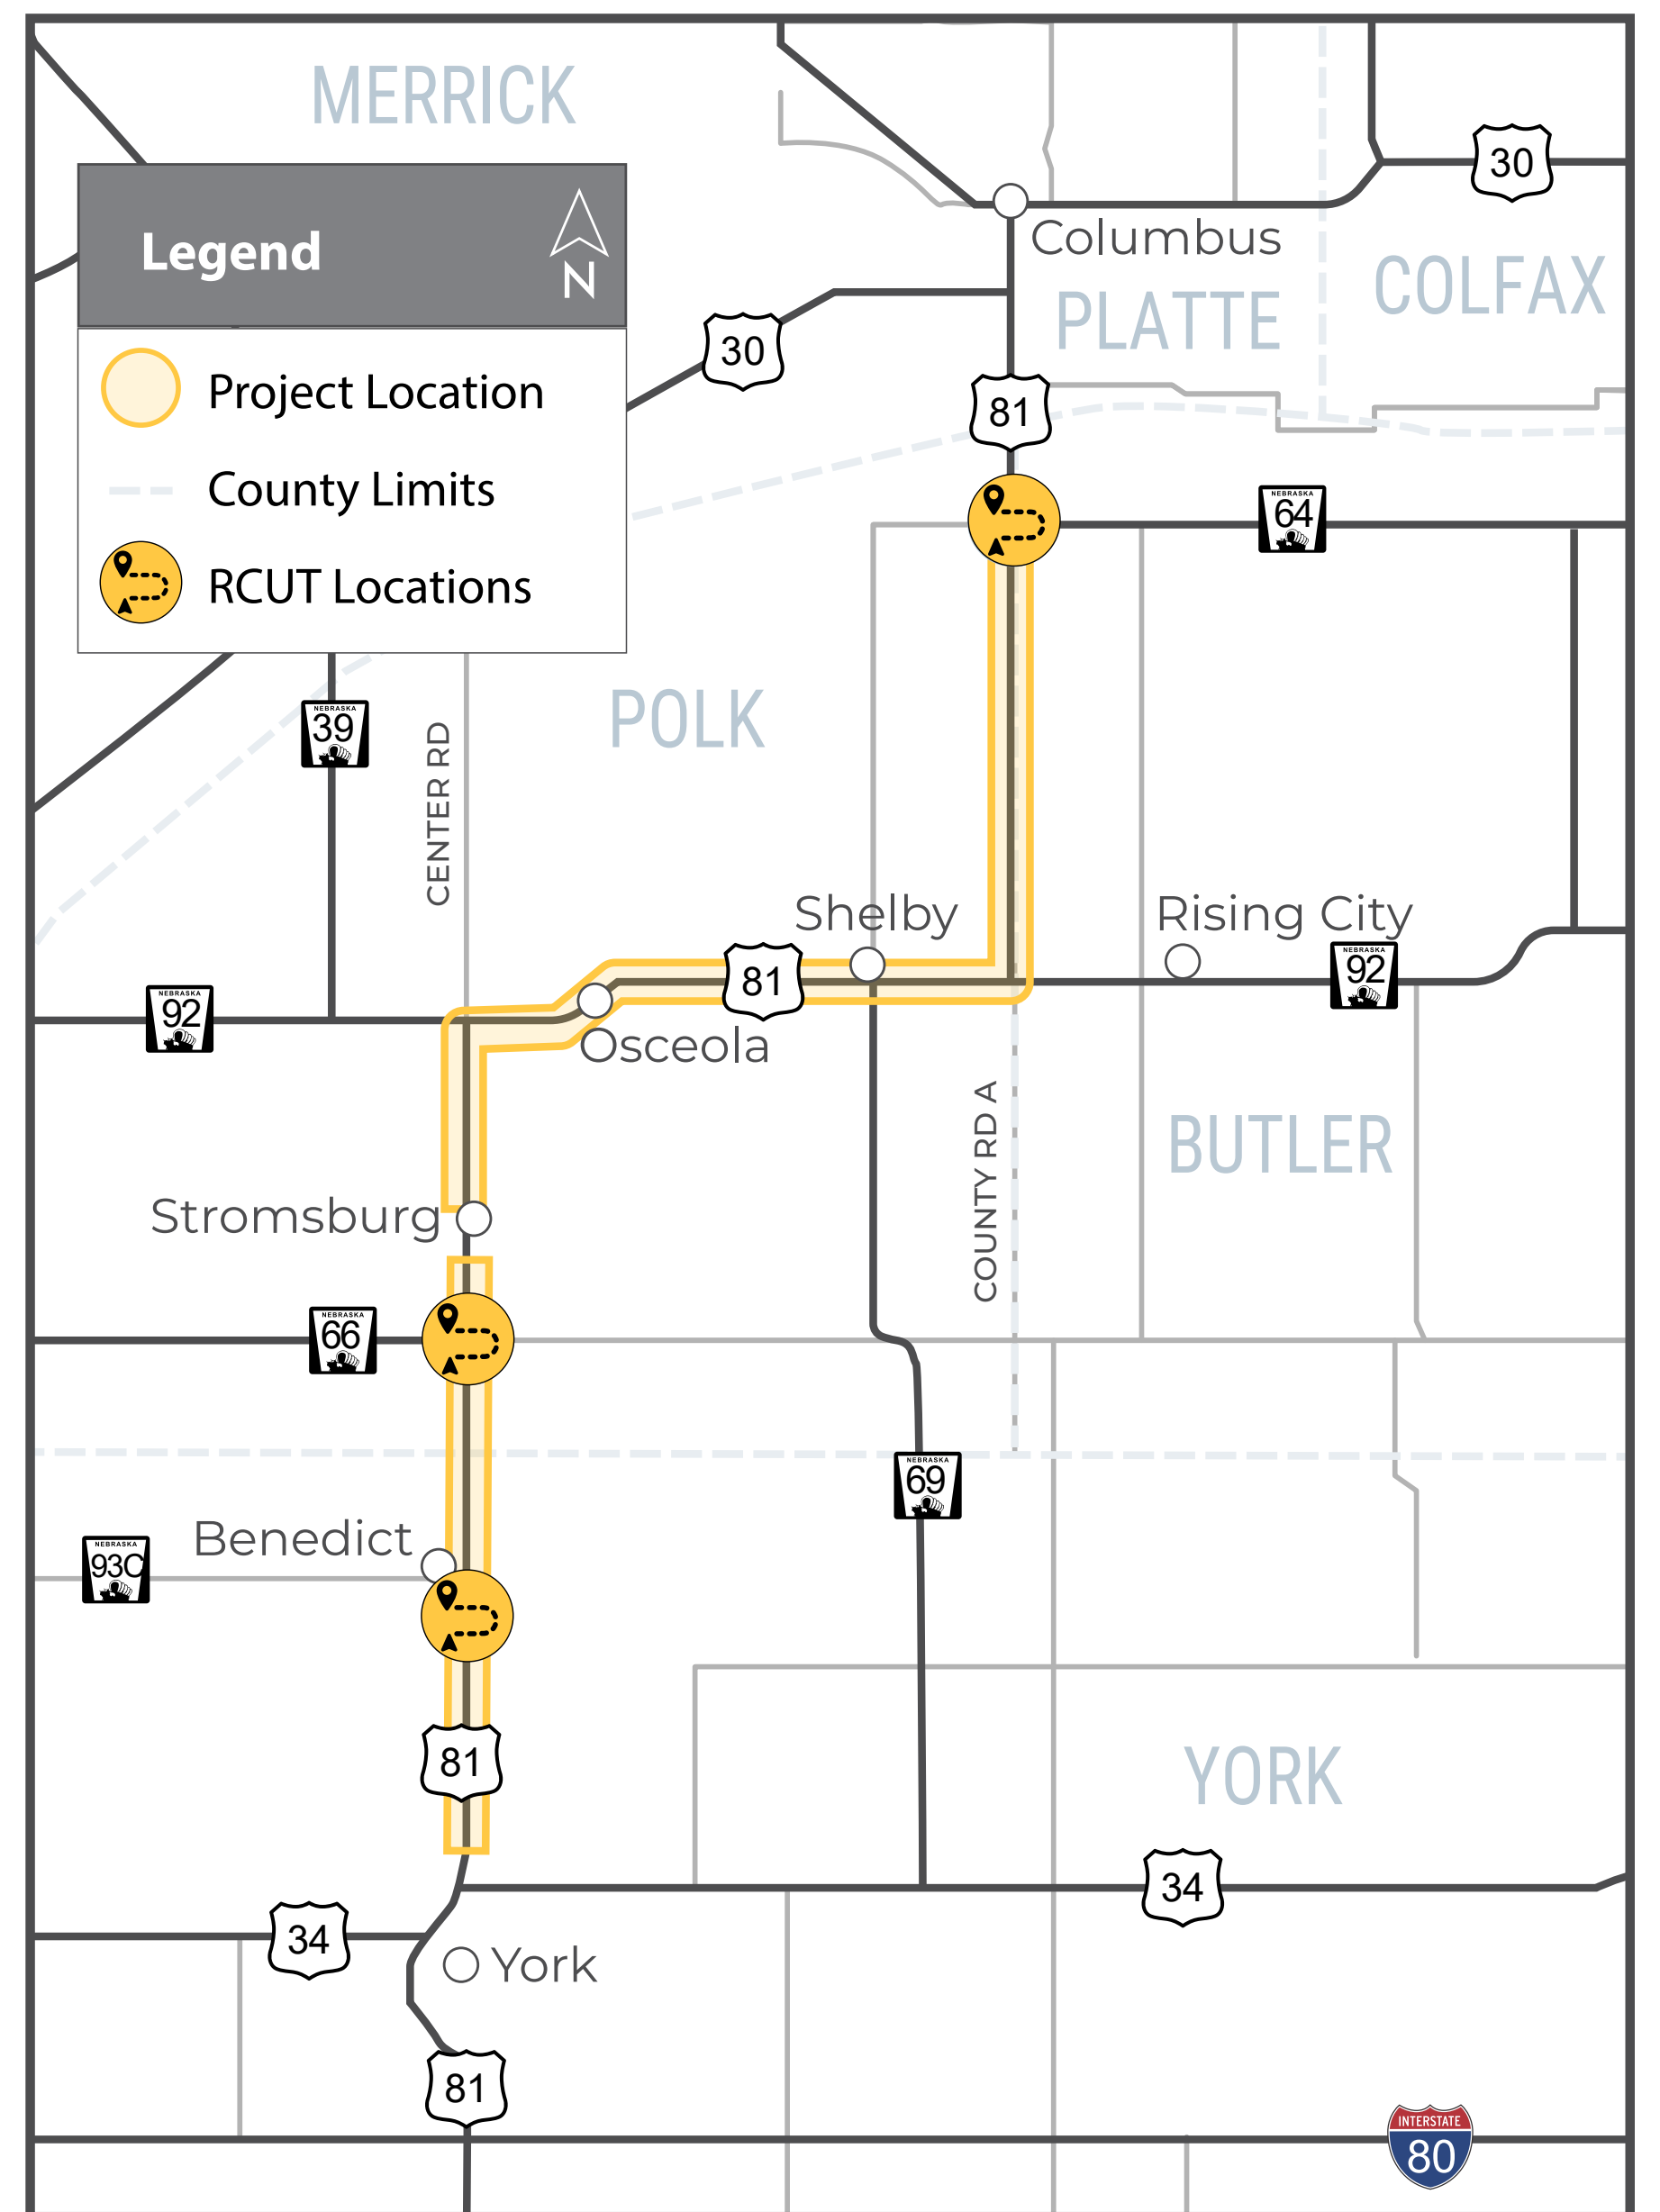 MERRICK
30
Columbus
COLFAX
PLATTE
Legend
N
30
Project Location
81
County Limits
NEBRASKA
64
RCUT Locations
POLK
NEBRASKA
39
CENTER RD
Shelby
Rising City
81
NEBRASKA
92
NEBRASKA
92
Osceola
COUNTY RD A
BUTLER
Stromsburg
NEBRASKA
66
NEBRASKA
69
Benedict
NEBRASKA
93C
81
YORK
34
34
York
81
INTERSTATE
80